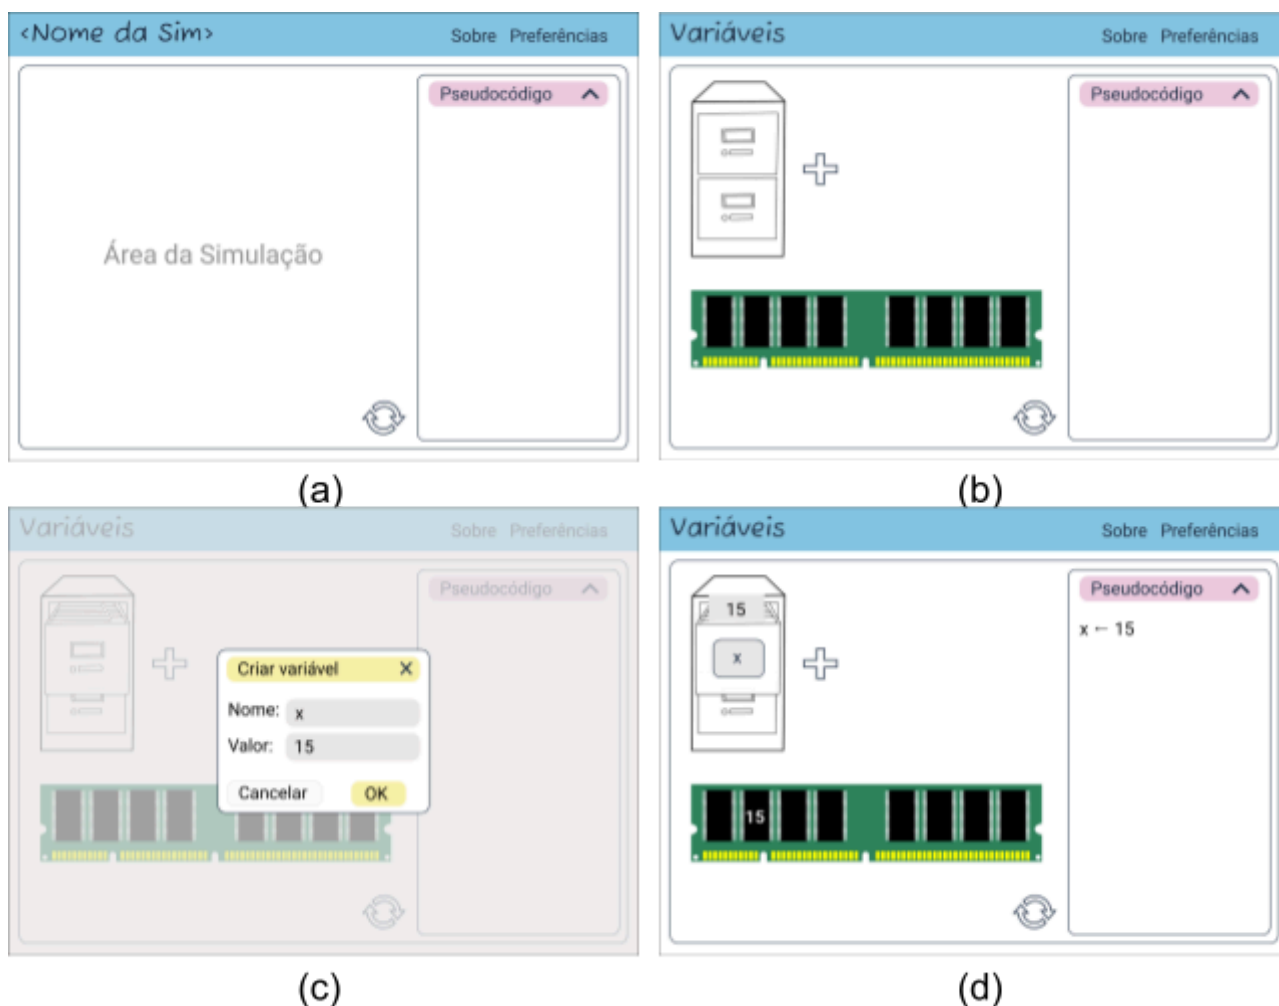 <Nome da Sim> Sobre Preferências
Pseudocódigo
Área da Simulação
(a)
Variáveis Sobre Preferências
Pseudocódigo
(b)
Variáveis Sobre Preferências
Pseudocódigo
Criar variável X
Nome: x
Valor: 15
Cancelar OK
(c)
Variáveis Sobre Preferências
Pseudocódigo
x ← 15
15
x
15
(d)